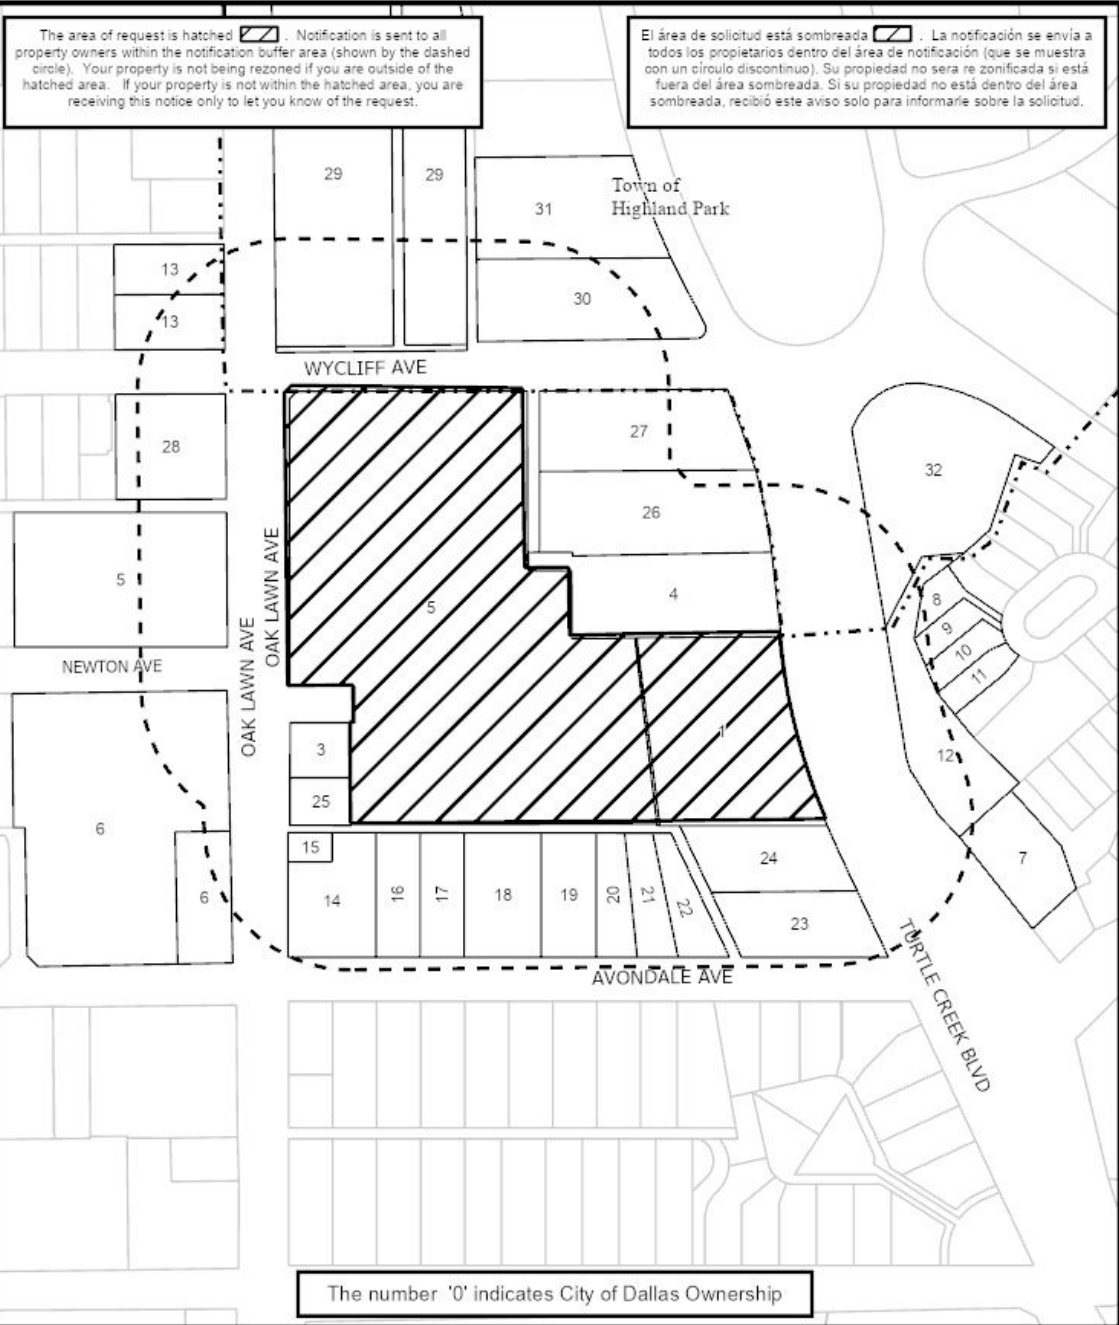 The area of request is hatched . Notification is sent to all
property owners within the notification buffer area (shown by the dashed
circle). Your property is not being rezoned if you are outside of the
hatched area. If your property is not within the hatched area, you are
receiving this notice only to let you know of the request.
El área de solicitud está sombreada . La notificación se envía a
todos los propietarios dentro del área de notificación (que se muestra
con un círculo discontinuo). Su propiedad no sera re zonificada si está
fuera del área sombreada. Si su propiedad no está dentro del área
sombreada, recibió este aviso solo para informarle sobre la solicitud.
29
29
31
Town of
Highland Park
13
30
13
WYCLIFF AVE
27
28
32
26
OAK LAWN AVE
5
5
4
8
9
10
11
NEWTON AVE
OAK LAWN AVE
1
3
12
25
6
15
24
7
6
14
16
17
18
19
20
21
22
23
AVONDALE AVE
TURTLE CREEK BLVD
The number '0' indicates City of Dallas Ownership